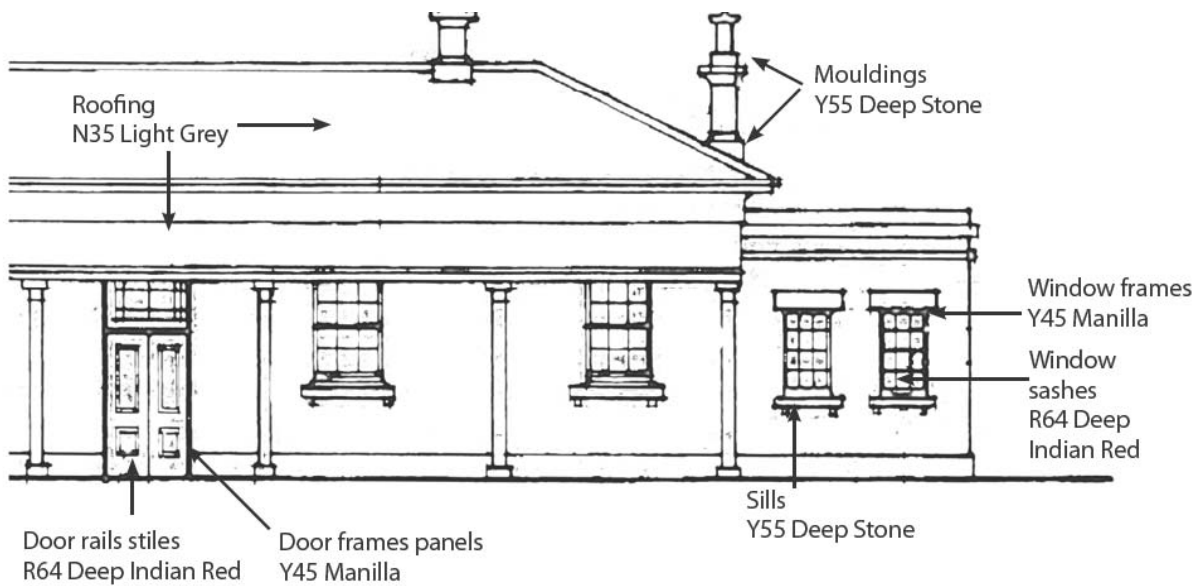 Mouldings
Y55 Deep Stone
Roofing
N35 Light Grey
Window frames
Y45 Manilla
Window
sashes
R64 Deep
Indian Red
Sills
Y55 Deep Stone
Door rails stiles
R64 Deep Indian Red
Door frames panels
Y45 Manilla